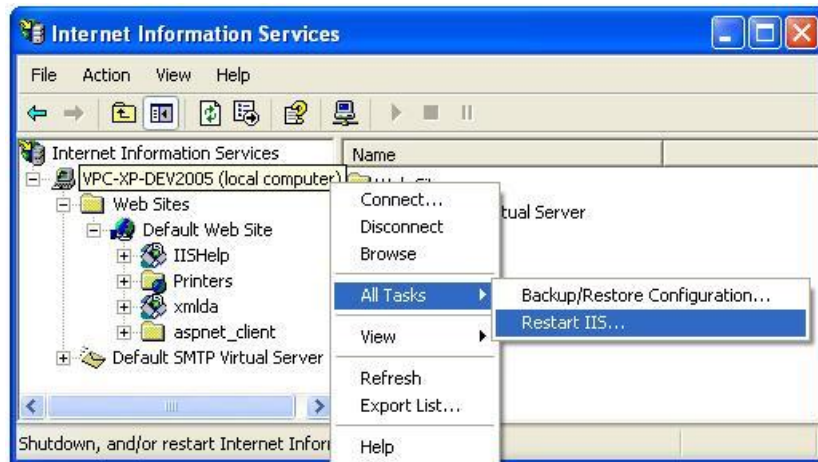 Internet Information Services
File Action View Help
Internet Information Services
Name
VPC-XP-DEV2005 (local computer)
Web Sites
Default Web Site
IISHelp
Printers
xmlda
aspnet_client
Default SMTP Virtual Server
tual Server
Connect...
Disconnect
Browse
All Tasks
View
Refresh
Export List...
Help
Backup/Restore Configuration...
Restart IIS...
Shutdown, and/or restart Internet Infor